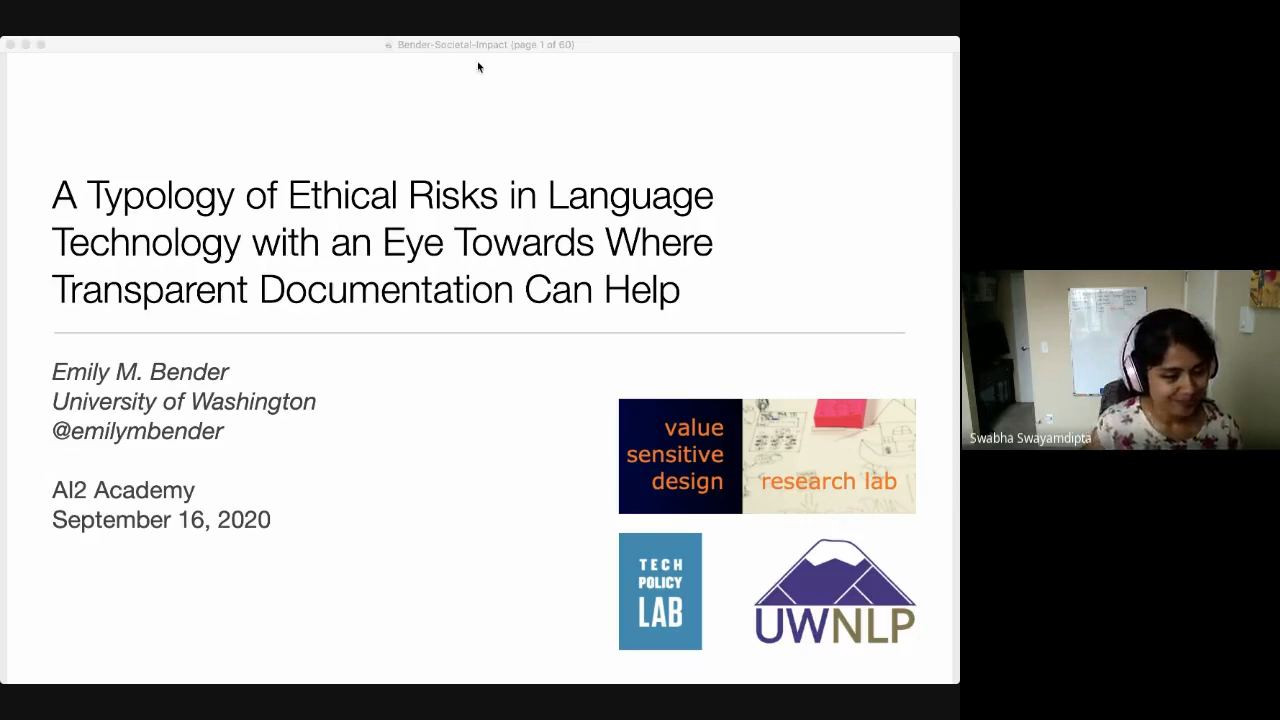 Bender-Societal-Impact (page 1 of 60)
A Typology of Ethical Risks in Language
Technology with an Eye Towards Where
Transparent Documentation Can Help
Emily M. Bender
University of Washington
@emilymbender
AI2 Academy
September 16, 2020
value
sensitive
design
research lab
TECH
POLICY
LAB
UWNLP
Swabha Swayamdipta